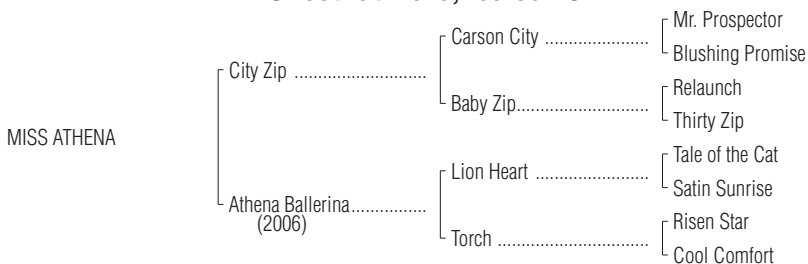 Mr. Prospector
Carson City ......................
Blushing Promise
City Zip ............................
Relaunch
Baby Zip............................
Thirty Zip
MISS ATHENA
Tale of the Cat
Lion Heart ........................
Satin Sunrise
Athena Ballerina................
(2006)
Risen Star
Torch ................................
Cool Comfort